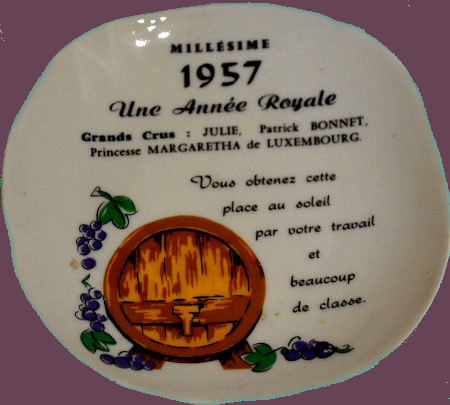 MILLÉSIME
1957
Une Année Royale
Grands Crus : JULIE, Patrick BONNET,
Princesse MARGARETHA de LUXEMBOURG.
Vous obtenez cette
place au soleil
par votre travail
et
beaucoup
de classe.